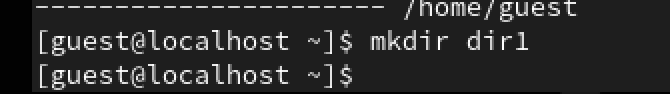 ---------------------- /home/guest
[guest@localhost ~]$ mkdir dir1
[guest@localhost ~]$